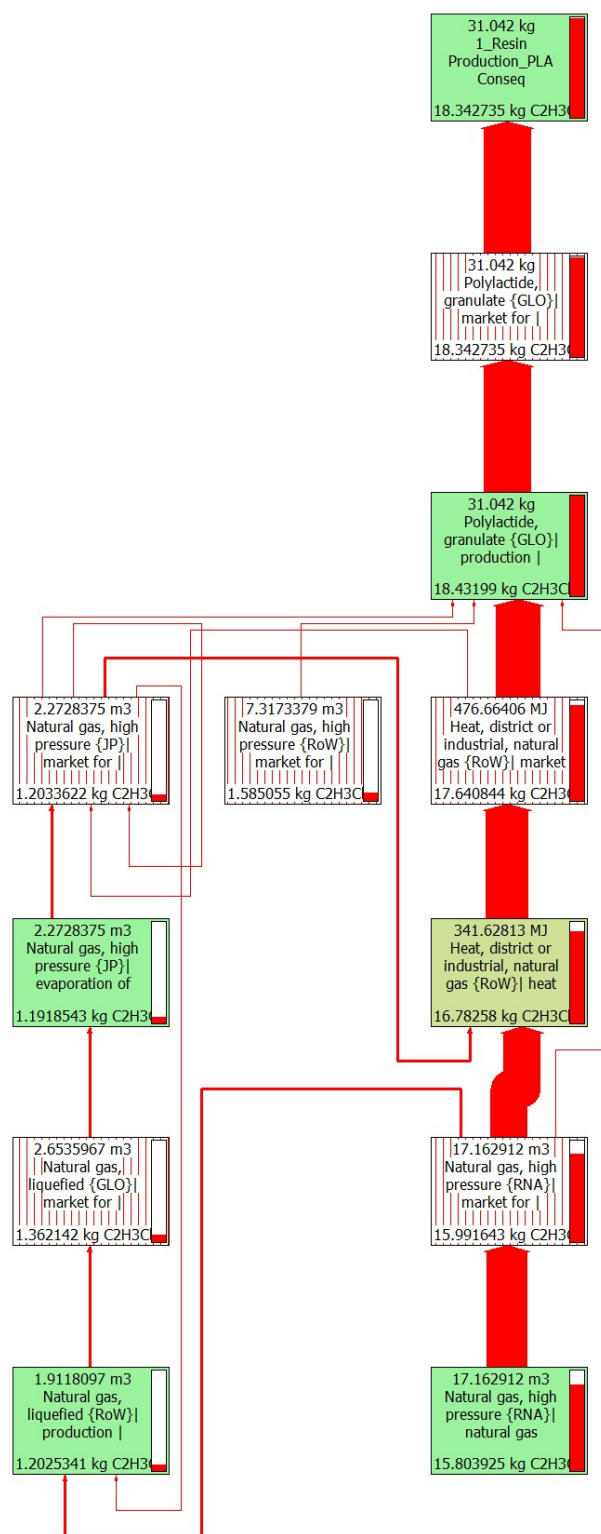 31.042 kg
1_Resin
Production_PLA
Conseq
18.342735 kg C2H3C
31.042 kg
Polylactide,
granulate {GLO}|
market for |
18.342735 kg C2H3C
31.042 kg
Polylactide,
granulate {GLO}|
production |
18.43199 kg C2H3Cl
2.2728375 m3
Natural gas, high
pressure {JP}|
market for |
1.2033622 kg C2H3C
7.3173379 m3
Natural gas, high
pressure {RoW}|
market for |
1.585055 kg C2H3Cl
476.66406 MJ
Heat, district or
industrial, natural
gas {RoW}| market
17.640844 kg C2H3C
2.2728375 m3
Natural gas, high
pressure {JP}|
evaporation of
1.1918543 kg C2H3C
341.62813 MJ
Heat, district or
industrial, natural
gas {RoW}| heat
16.78258 kg C2H3Cl
2.6535967 m3
Natural gas,
liquefied {GLO}|
market for |
1.362142 kg C2H3Cl
17.162912 m3
Natural gas, high
pressure {RNA}|
market for |
15.991643 kg C2H3C
1.9118097 m3
Natural gas,
liquefied {RoW}|
production |
1.2025341 kg C2H3C
17.162912 m3
Natural gas, high
pressure {RNA}|
natural gas
15.803925 kg C2H3C